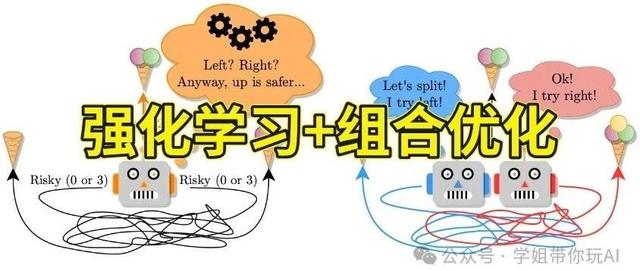 Left? Right?
Anyway, up is safer...
Let's split!
I try left!
Ok!
I try right!
强化学习+组合优化
Risky (0 or 3)
Risky (0 or 3)
公众号·学姐带你玩AI